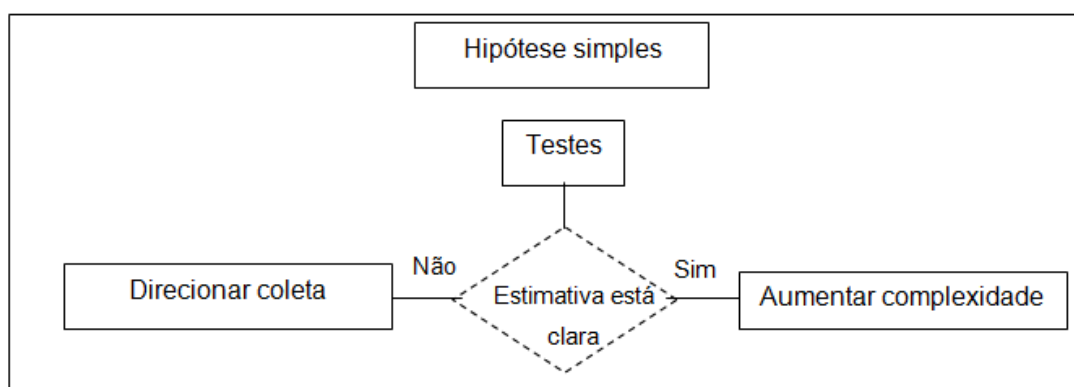 Hipótese simples
Testes
Não
Sim
Direcionar coleta
Estimativa está
clara
Aumentar complexidade